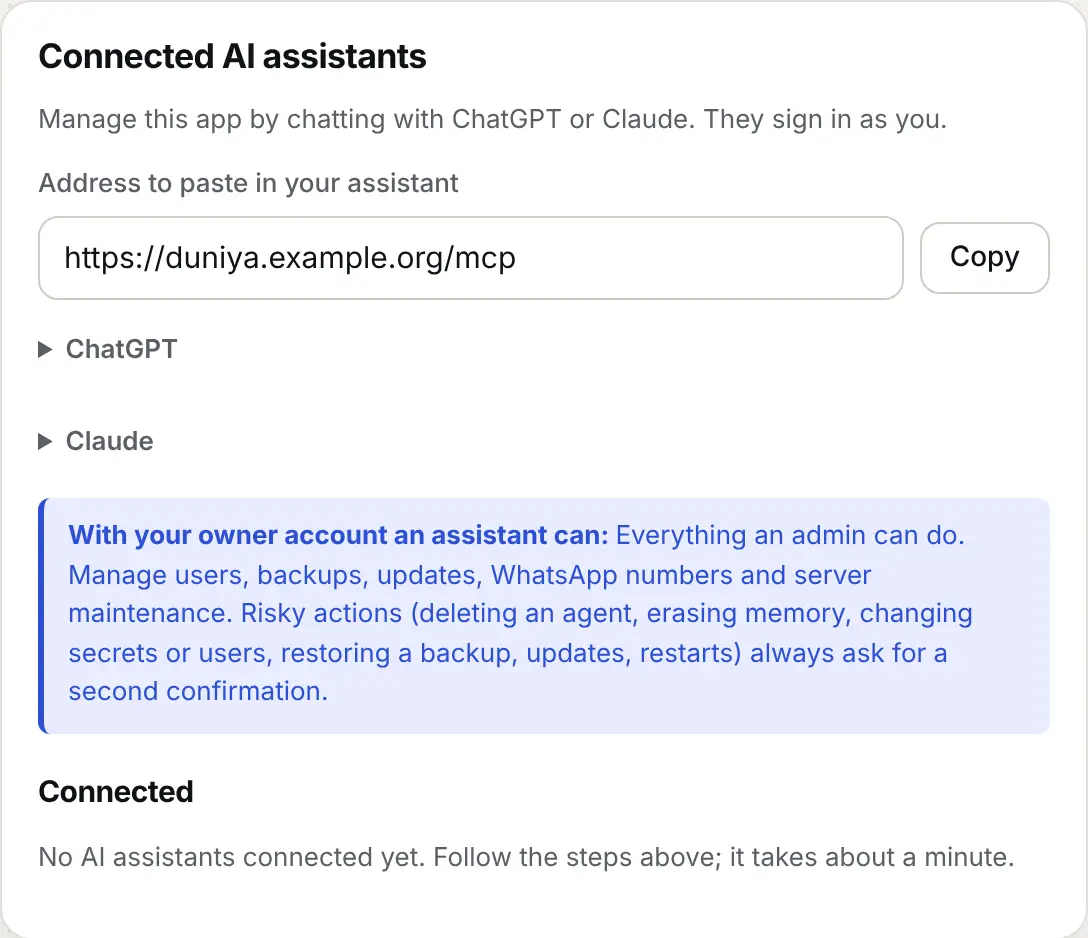 Connected AI assistants
Manage this app by chatting with ChatGPT or Claude. They sign in as you.
Address to paste in your assistant
https://duniya.example.org/mcp
Copy
ChatGPT
Claude
With your owner account an assistant can: Everything an admin can do.
Manage users, backups, updates, WhatsApp numbers and server
maintenance. Risky actions (deleting an agent, erasing memory, changing
secrets or users, restoring a backup, updates, restarts) always ask for a
second confirmation.
Connected
No AI assistants connected yet. Follow the steps above; it takes about a minute.